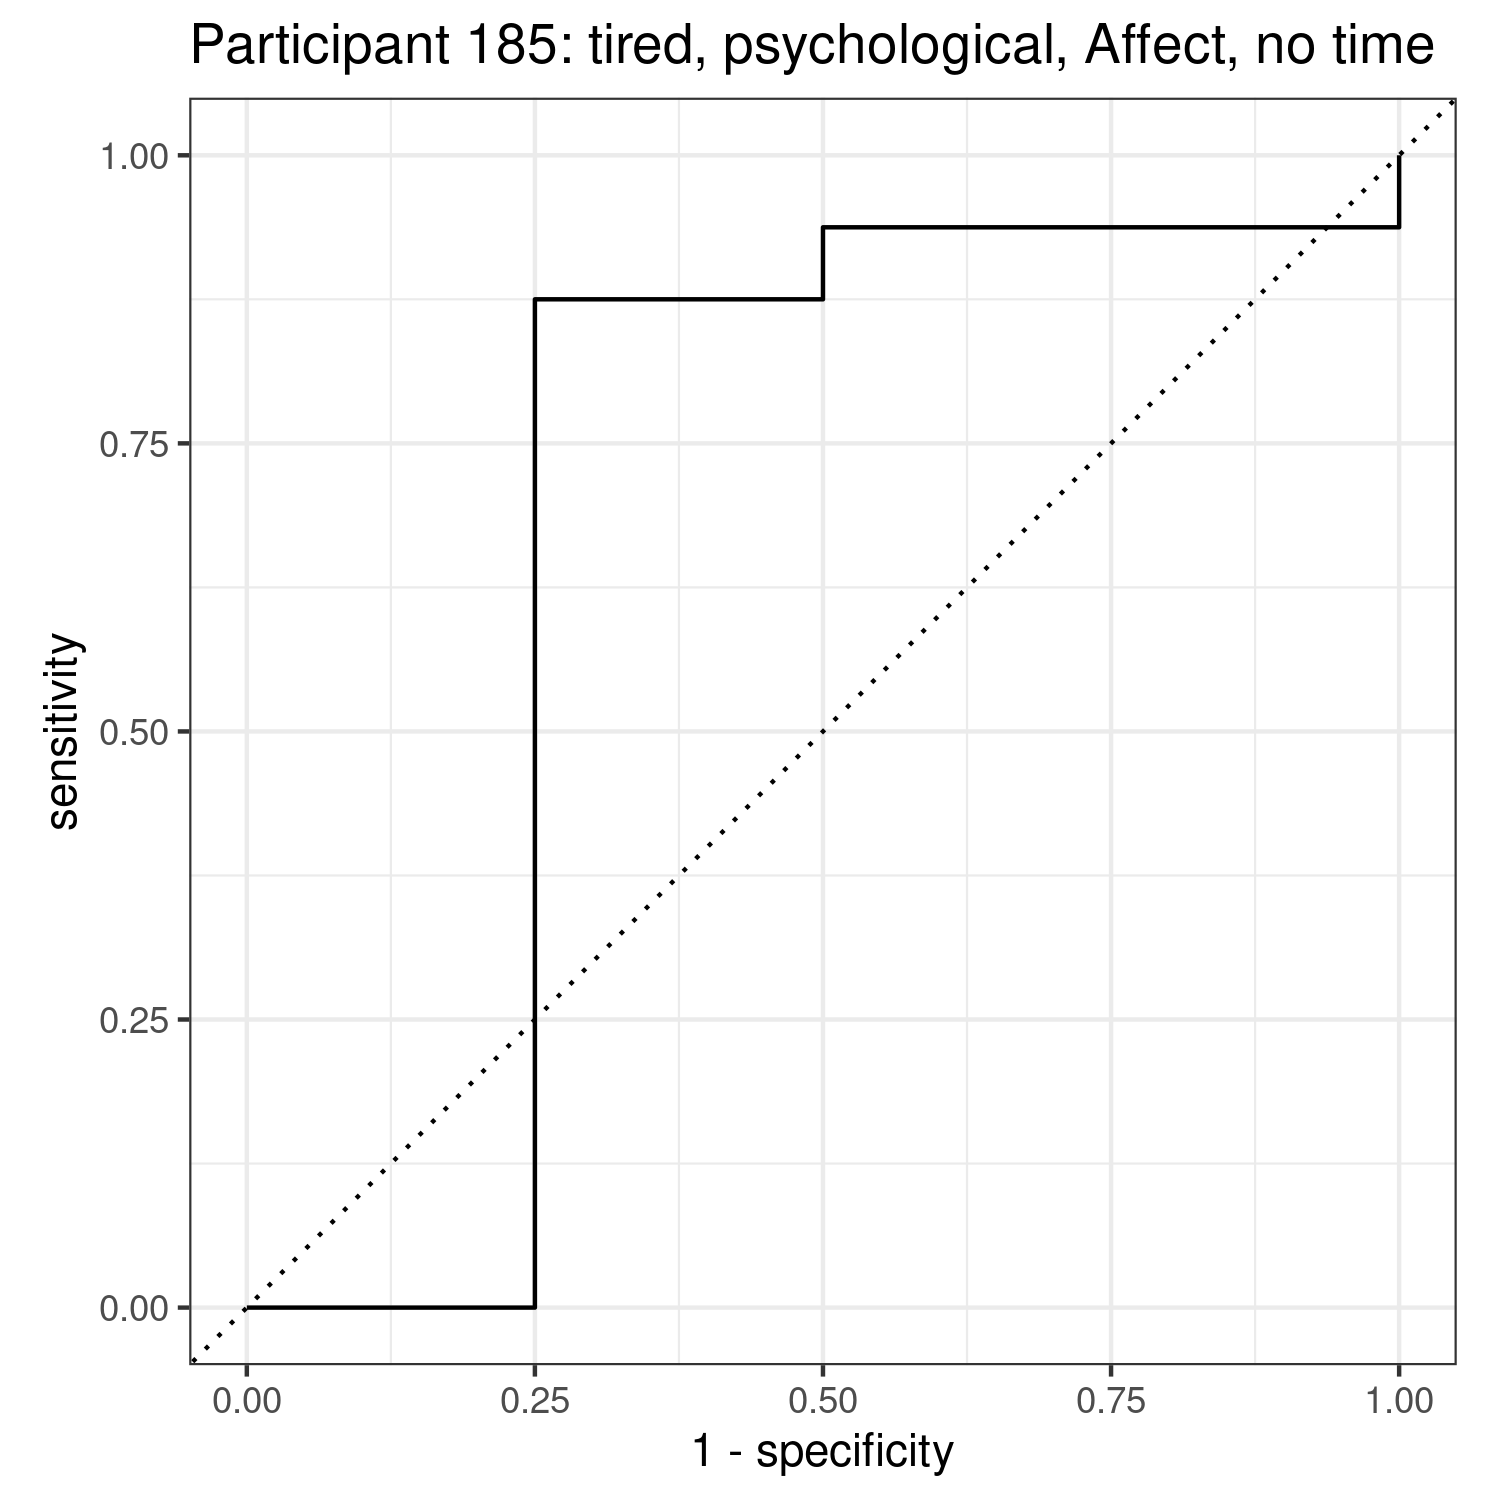 Participant 185: tired, psychological, Affect, no time
1.00
0.75
0.50
0.25
0.00
sensitivity
0.00 0.25 0.50 0.75 1.00
1 - specificity